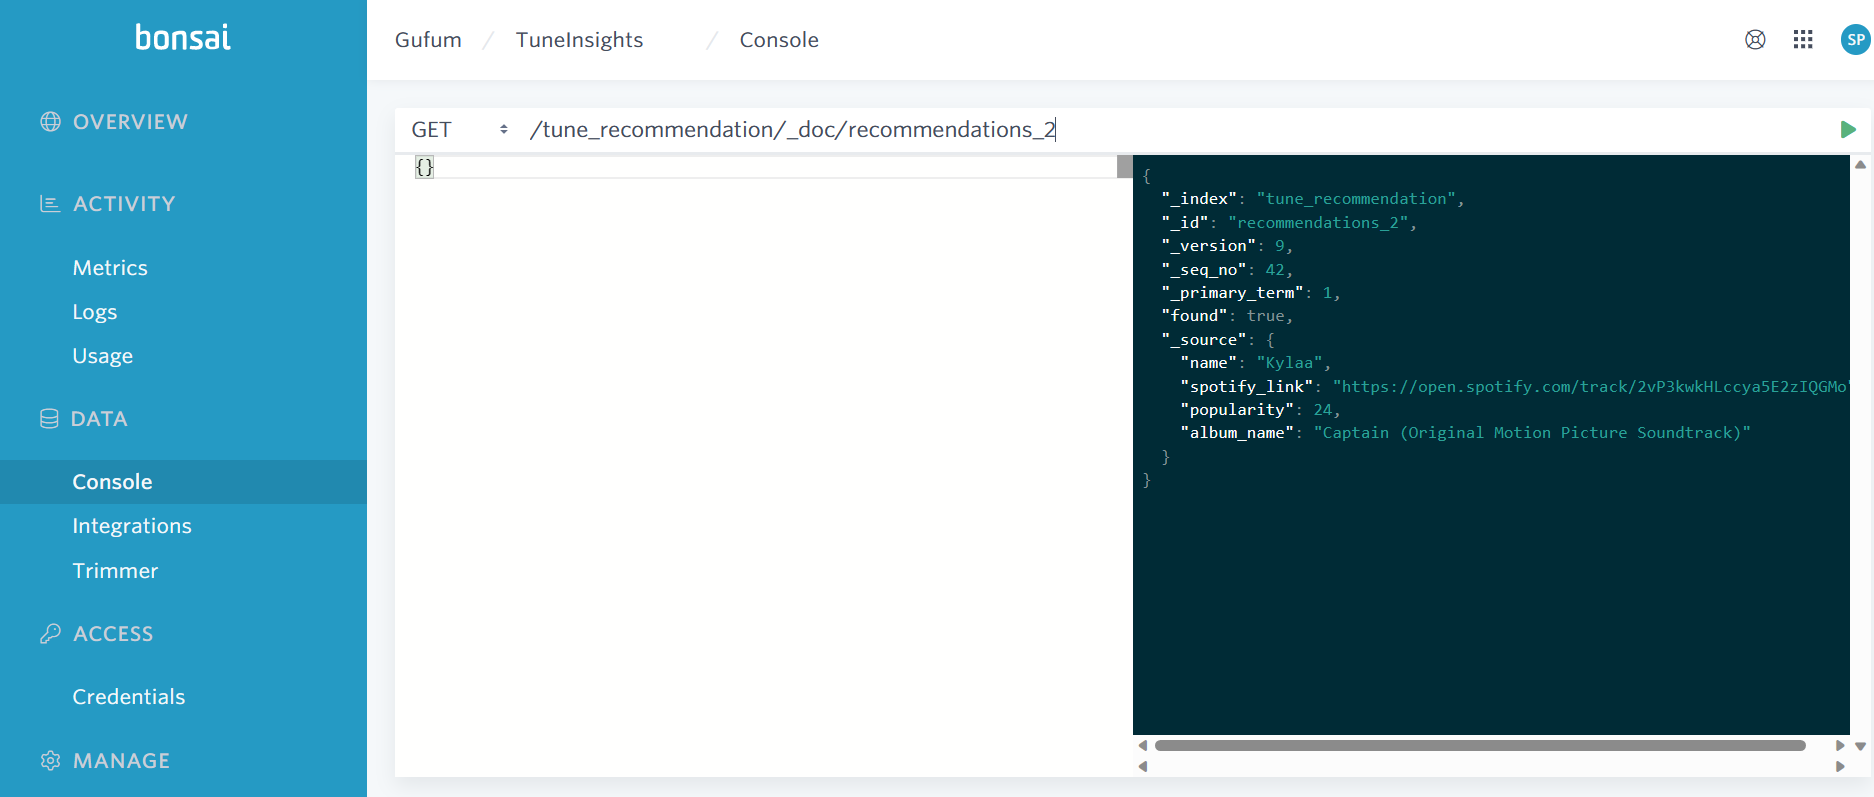 bonsai
Gufum / TuneInsights / Console
SP
OVERVIEW
ACTIVITY
Metrics
Logs
Usage
DATA
Console
Integrations
Trimmer
ACCESS
Credentials
MANAGE
GET /tune_recommendation/_doc/recommendations_2
{}
{
"_index": "tune_recommendation",
"_id": "recommendations_2",
"_version": 9,
"_seq_no": 42,
"_primary_term": 1,
"found": true,
"_source": {
"name": "Kylaa",
"spotify_link": "https://open.spotify.com/track/2vP3kwkHLccya5E2zIQGMo"
"popularity": 24,
"album_name": "Captain (Original Motion Picture Soundtrack)"
}
}